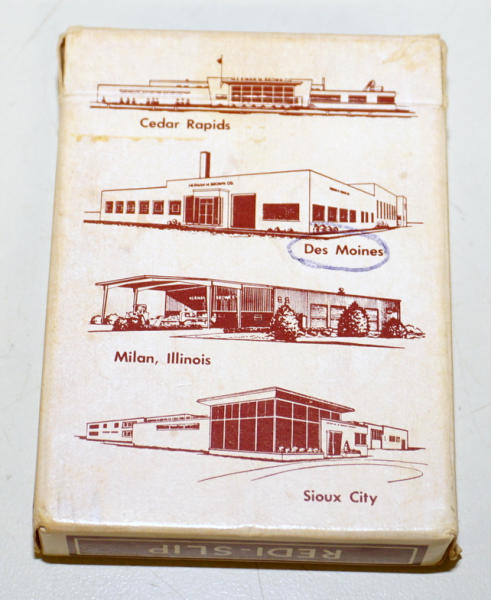 Cedar Rapids
HERMAN M. BROWN CO.
Des Moines
Milan, Illinois
Sioux City
REDI-SLIP